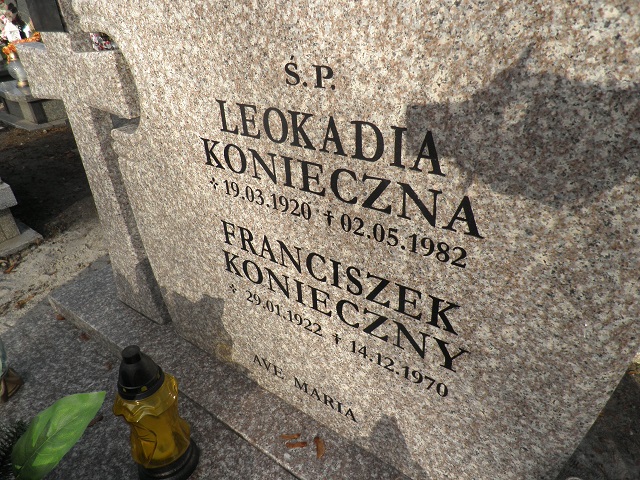 Ś.P.
LEOKADIA
KONIECZNA
* 19.03.1920 † 02.05.1982
FRANCISZEK
KONIECZNY
* 29.01.1922 † 14.12.1970
AVE MARIA